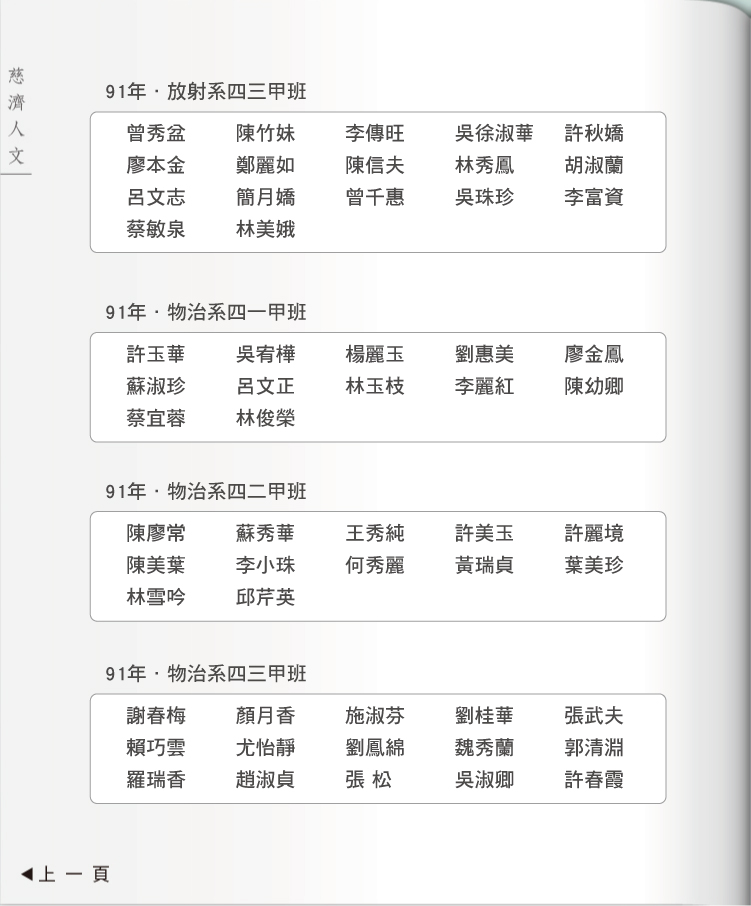 慈濟人文
91年．放射系四三甲班
曾秀盆 陳竹妹 李傳旺 吳徐淑華 許秋嬌
廖本金 鄭麗如 陳信夫 林秀鳳 胡淑蘭
呂文志 簡月嬌 曾千惠 吳珠珍 李富資
蔡敏泉 林美娥
91年．物治系四一甲班
許玉華 吳宥樺 楊麗玉 劉惠美 廖金鳳
蘇淑珍 呂文正 林玉枝 李麗紅 陳幼卿
蔡宜蓉 林俊榮
91年．物治系四二甲班
陳廖常 蘇秀華 王秀純 許美玉 許麗境
陳美葉 李小珠 何秀麗 黃瑞貞 葉美珍
林雪吟 邱芹英
91年．物治系四三甲班
謝春梅 顏月香 施淑芬 劉桂華 張武夫
賴巧雲 尤怡靜 劉鳳綿 魏秀蘭 郭清淵
羅瑞香 趙淑貞 張 松 吳淑卿 許春霞
◀上 一 頁